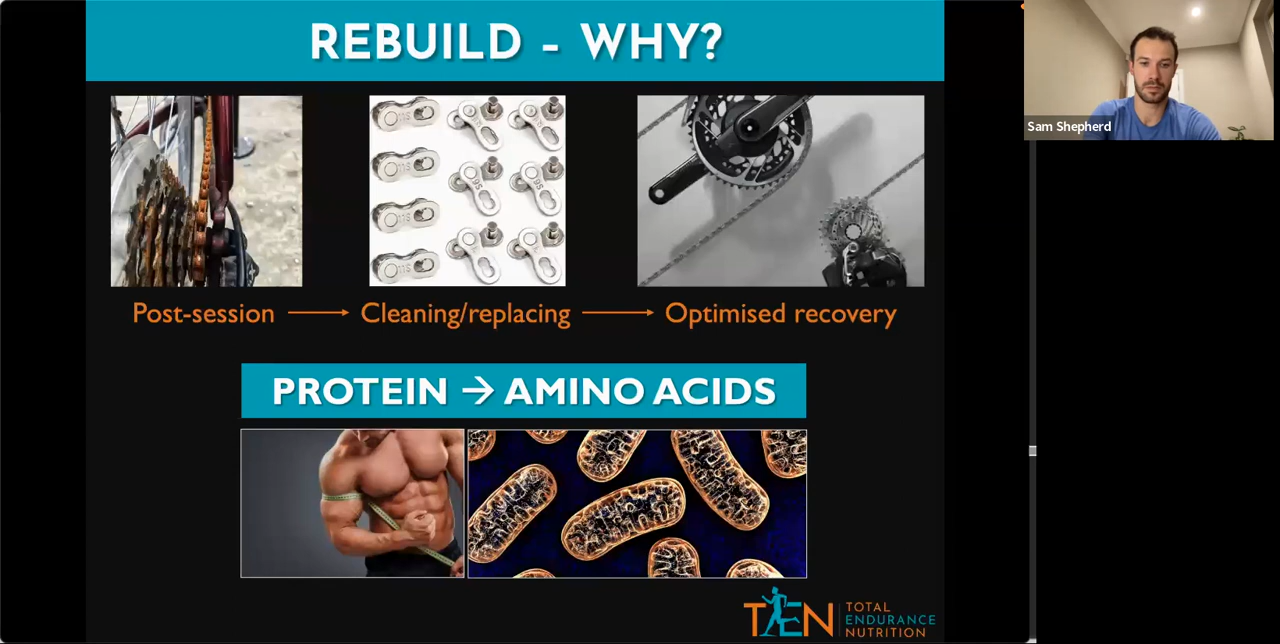 REBUILD - WHY?
Sam Shepherd
Post-session → Cleaning/replacing → Optimised recovery
PROTEIN → AMINO ACIDS
TEN
TOTAL
ENDURANCE
NUTRITION